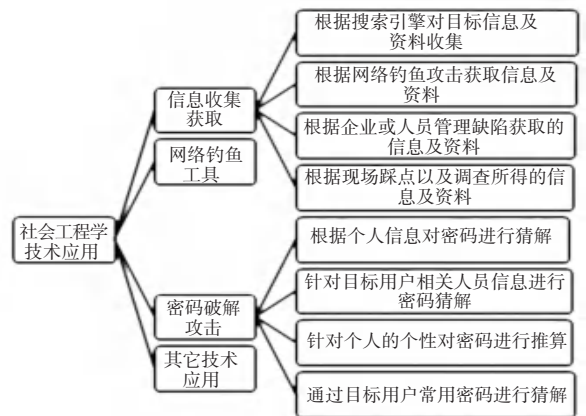 社会工程学
技术应用
信息收集
获取
网络钓鱼
工具
密码破解
攻击
其它技术
应用
根据搜索引擎对目标信息及
资料收集
根据网络钓鱼攻击获取信息及
资料
根据企业或人员管理缺陷获取的
信息及资料
根据现场踩点以及调查所得的信
息及资料
根据个人信息对密码进行猜解
针对目标用户相关人员信息进行
密码猜解
针对个人的个性对密码进行推算
通过目标用户常用密码进行猜解